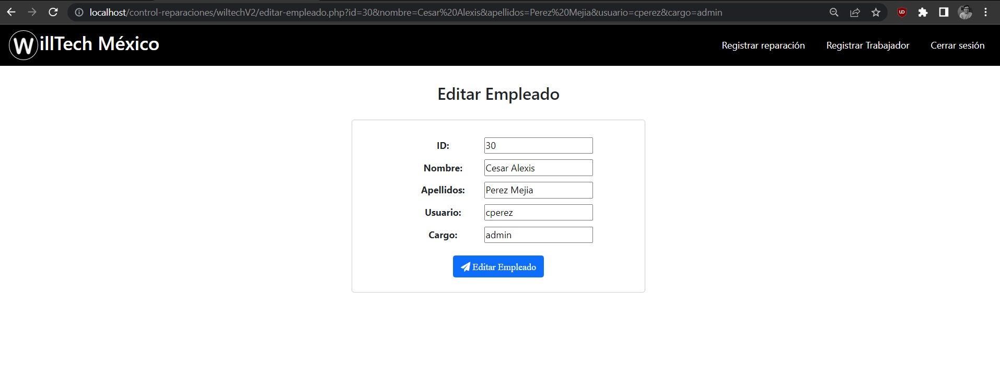 localhost/control-reparaciones/wiltechV2/editar-empleado.php?id=30&nombre=Cesar%20Alexis&apellidos=Perez%20Mejia&usuario=cperez&cargo=admin
WillTech México
Registrar reparación
Registrar Trabajador
Cerrar sesión
Editar Empleado
ID: 30
Nombre: Cesar Alexis
Apellidos: Perez Mejia
Usuario: cperez
Cargo: admin
Editar Empleado